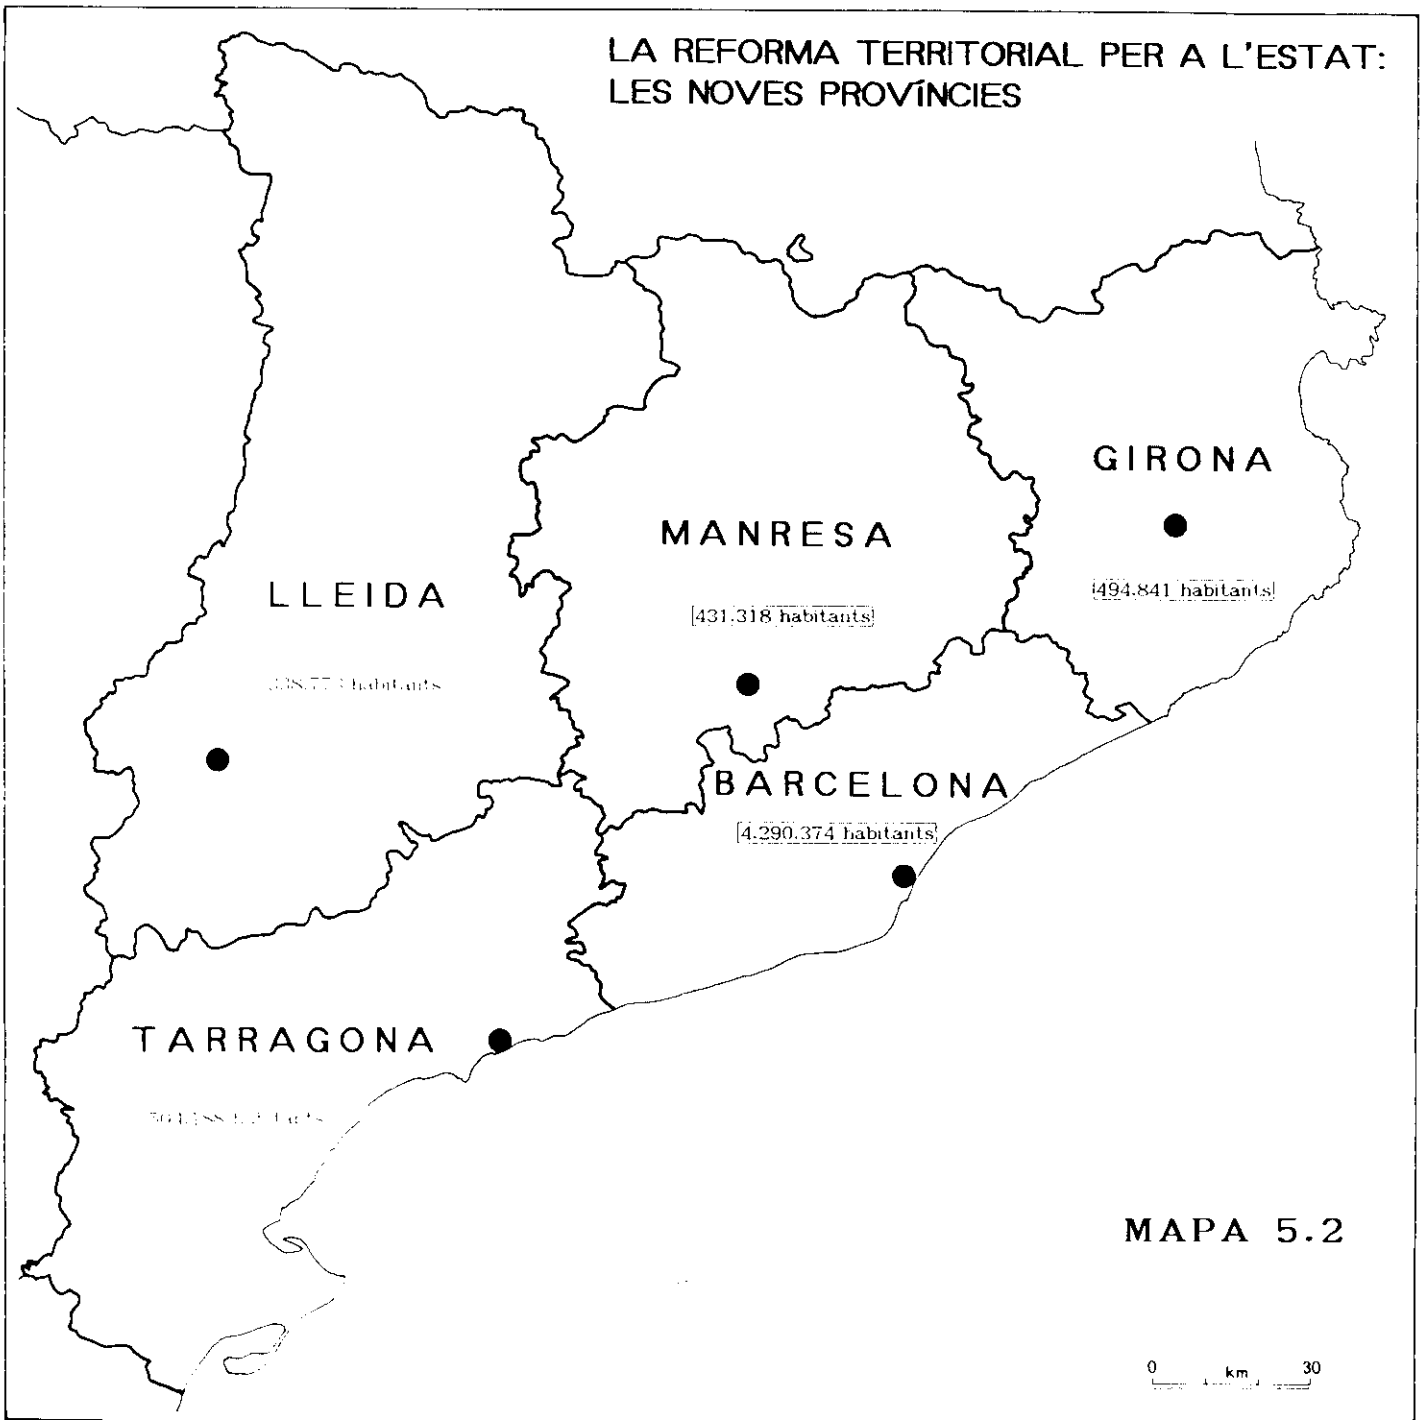 LA REFORMA TERRITORIAL PER A L'ESTAT:
LES NOVES PROVÍNCIES
GIRONA
494.841 habitants
MANRESA
431.318 habitants
LLEIDA
habitants
BARCELONA
4.290.374 habitants
TARRAGONA
MAPA 5.2
0 km 30